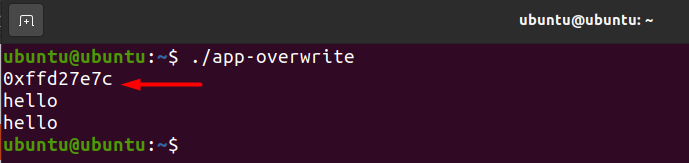 ubuntu@ubuntu: ~
ubuntu@ubuntu:~$ ./app-overwrite
0xffd27e7c
hello
hello
ubuntu@ubuntu:~$